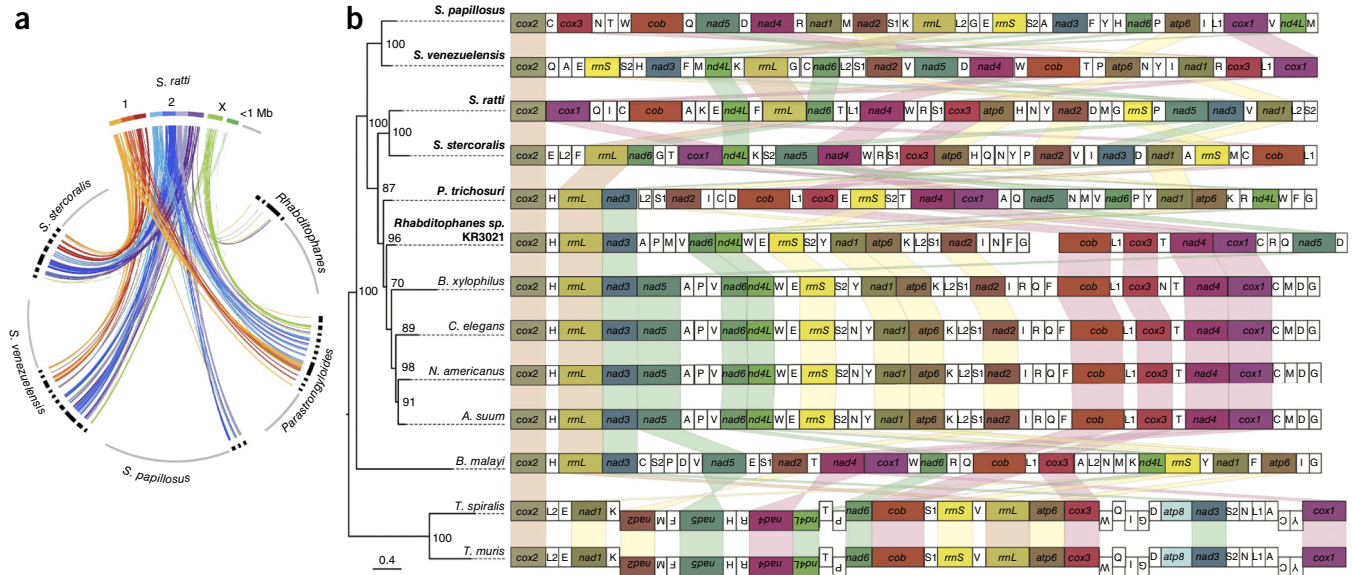 a
S. ratti
1 2 X <1 Mb
S. stercoralis
Rhabditophanes
S. venezuelensis
Parastrongyloides
S. papillosus
b
S. papillosus cox2 C cox3 N T W cob Q nad5 D nad4 R nad1 M nad2 S1 K rrnL L2 G E rrnS S2 A nad3 F Y H nad6 P atp6 I L1 cox1 V nd4L M
100
S. venezuelensis cox2 Q A E rrnS S2 H nad3 F M nd4L K rrnL G C nad6 L2 S1 nad2 V nad5 D nad4 W cob T P atp6 N Y I nad1 R cox3 L1 cox1
S. ratti cox2 cox1 Q I C cob A K E nd4L F rrnL nad6 T L1 nad4 W R S1 cox3 atp6 H N Y nad2 D M G rrnS P nad5 nad3 V nad1 L2 S2
100
100
S. stercoralis cox2 E L2 F rrnL nad6 G T cox1 nd4L K S2 nad5 nad4 W R S1 cox3 atp6 H Q N Y P nad2 V I nad3 D nad1 A rrnS M C cob L1
87
P. trichosuri cox2 H rrnL nad3 L2 S1 nad2 I C D cob L1 cox3 E rrnS S2 T nad4 cox1 A Q nad5 N M V nad6 P Y nad1 atp6 K R nd4L W F G
Rhabditophanes sp.
KR3021 cox2 H rrnL nad3 A P M V nad6 nd4L W E rrnS S2 Y nad1 atp6 K L2 S1 nad2 I N F G cob L1 cox3 T nad4 cox1 C R Q nad5 D
96
70
B. xylophilus cox2 H rrnL nad3 nad5 A P V nad6 nd4L W E rrnS S2 Y nad1 atp6 K L2 S1 nad2 I R Q F cob L1 cox3 N T nad4 cox1 C M D G
100
89
C. elegans cox2 H rrnL nad3 nad5 A P V nad6 nd4L W E rrnS S2 N Y nad1 atp6 K L2 S1 nad2 I R Q F cob L1 cox3 T nad4 cox1 C M D G
98
N. americanus cox2 H rrnL nad3 nad5 A P V nad6 nd4L W E rrnS S2 N Y nad1 atp6 K L2 S1 nad2 I R Q F cob L1 cox3 T nad4 cox1 C M D G
91
A. suum cox2 H rrnL nad3 nad5 A P V nad6 nd4L W E rrnS S2 N Y nad1 atp6 K L2 S1 nad2 I R Q F cob L1 cox3 T nad4 cox1 C M D G
B. malayi cox2 H rrnL nad3 C S2 P D V nad5 E S1 nad2 T nad4 cox1 W nad6 R Q cob L1 cox3 A L2 N M K nd4L rrnS Y nad1 F atp6 I G
T. spiralis cox2 L2 E nad1 K nad2 M F nad5 H R nad4 nd4L T P nad6 cob S1 rrnS V rrnL atp6 cox3 W Q I G D atp8 nad3 S2 N L1 A C Y cox1
100
T. muris cox2 L2 E nad1 K nad2 M F nad5 H R nad4 nd4L T P nad6 cob S1 rrnS V rrnL atp6 cox3 W Q I G D atp8 nad3 S2 N L1 A C Y cox1
0.4